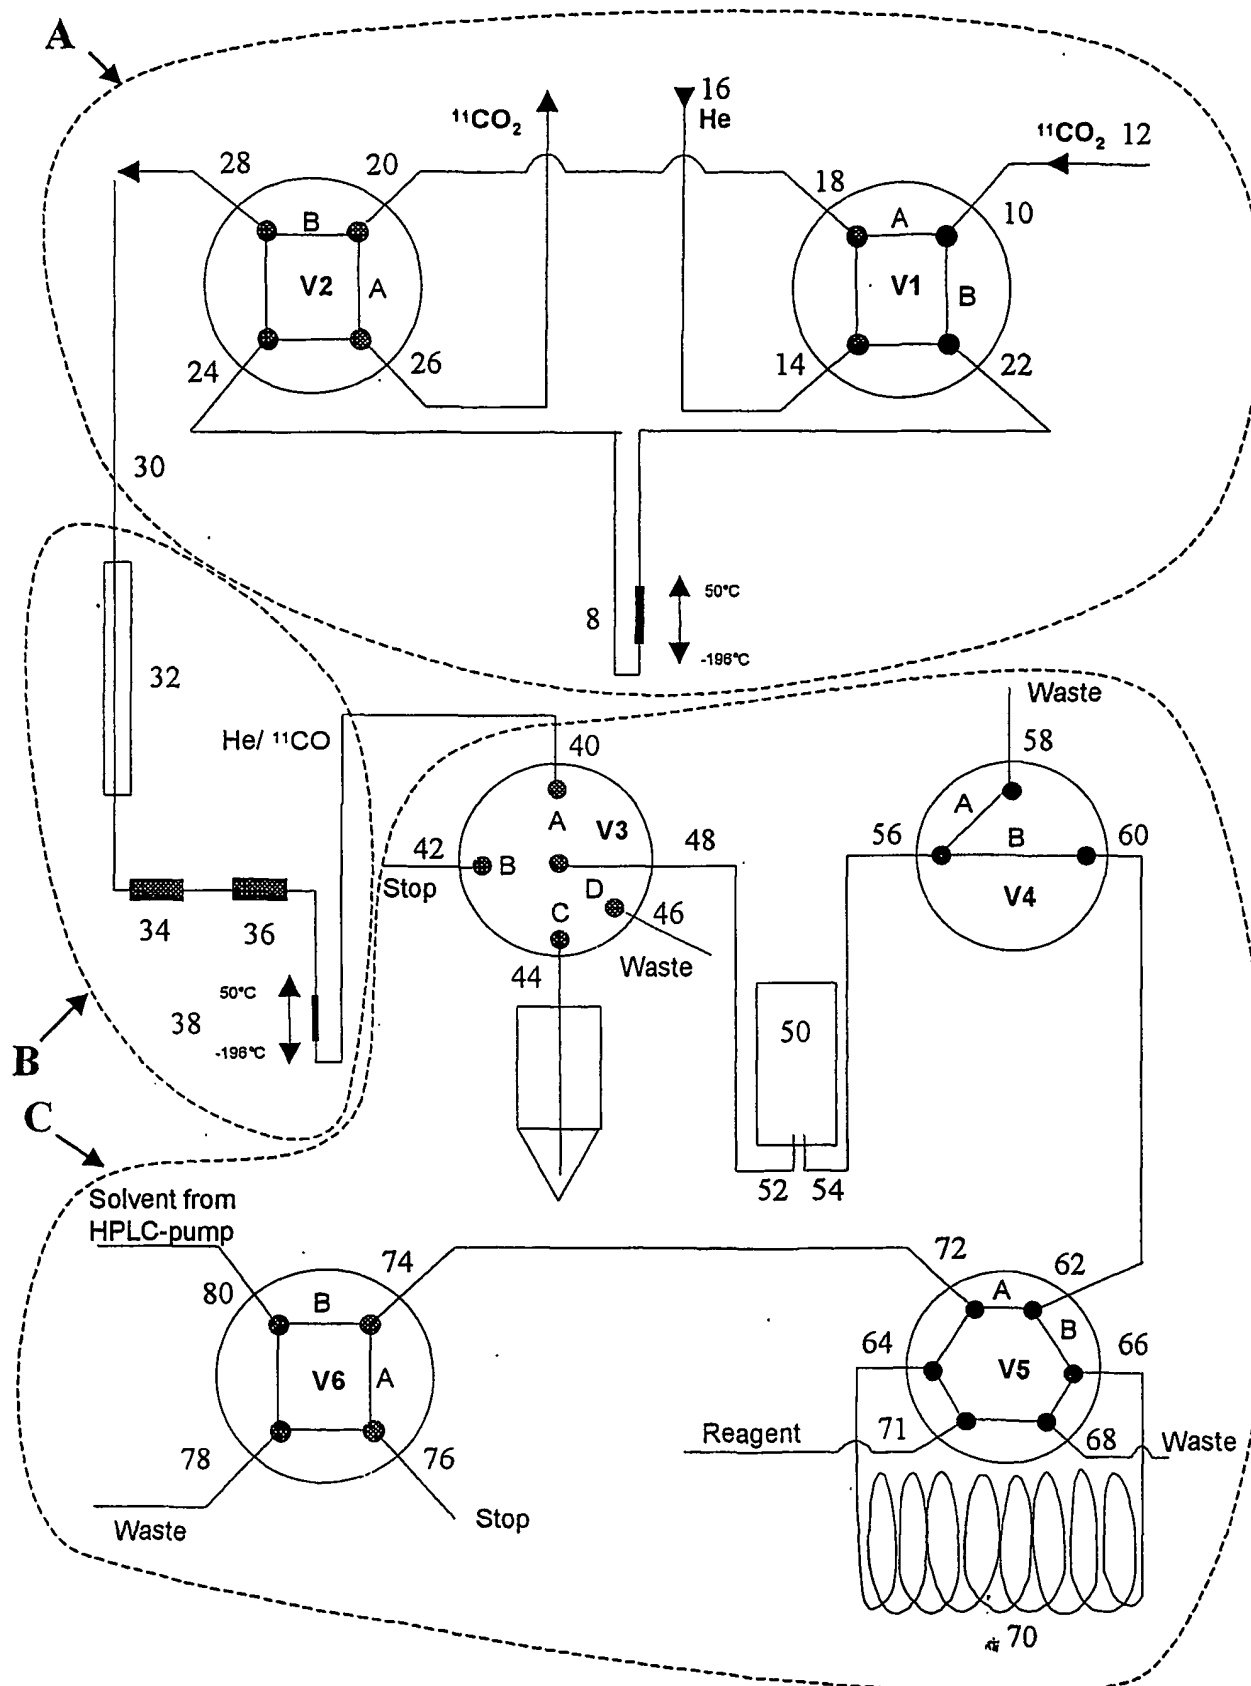 A
16
¹¹CO₂
He
¹¹CO₂ 12
28
20
18
10
B
A
V2
A
V1
B
24
26
14
22
30
8
50°C
-196°C
32
Waste
He/ ¹¹CO
40
58
A
V3
A
B
42
48
56
60
Stop
B
D
V4
C
46
34
36
44
Waste
50°C
38
50
-196°C
B
C
52
54
Solvent from
HPLC-pump
74
72
62
80
B
A
B
64
66
V6
A
V5
Reagent
71
68
Waste
78
76
Waste
Stop
70